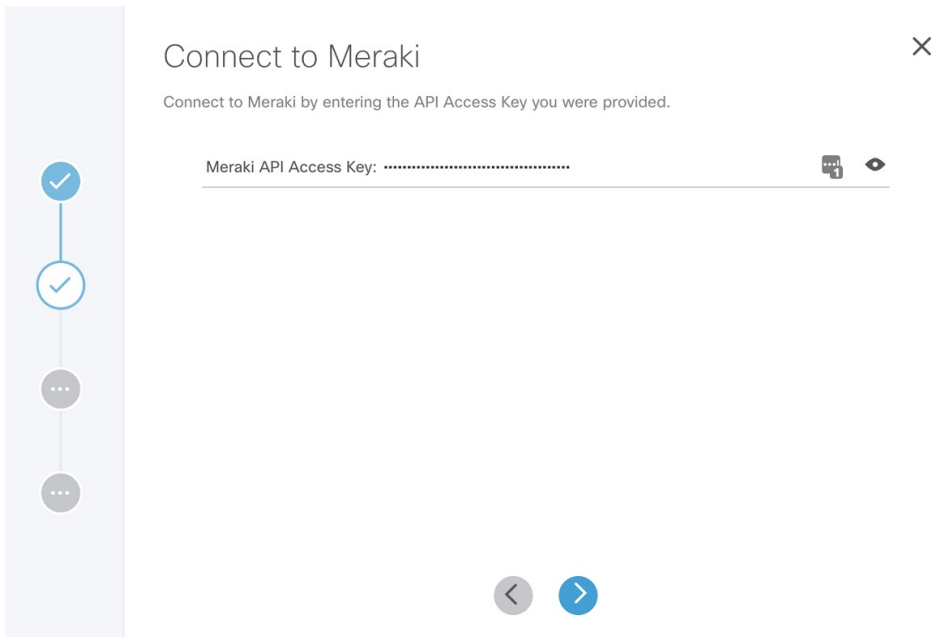 Connect to Meraki
Connect to Meraki by entering the API Access Key you were provided.
Meraki API Access Key: ••••••••••••••••••••••••••••••••••••••••
1